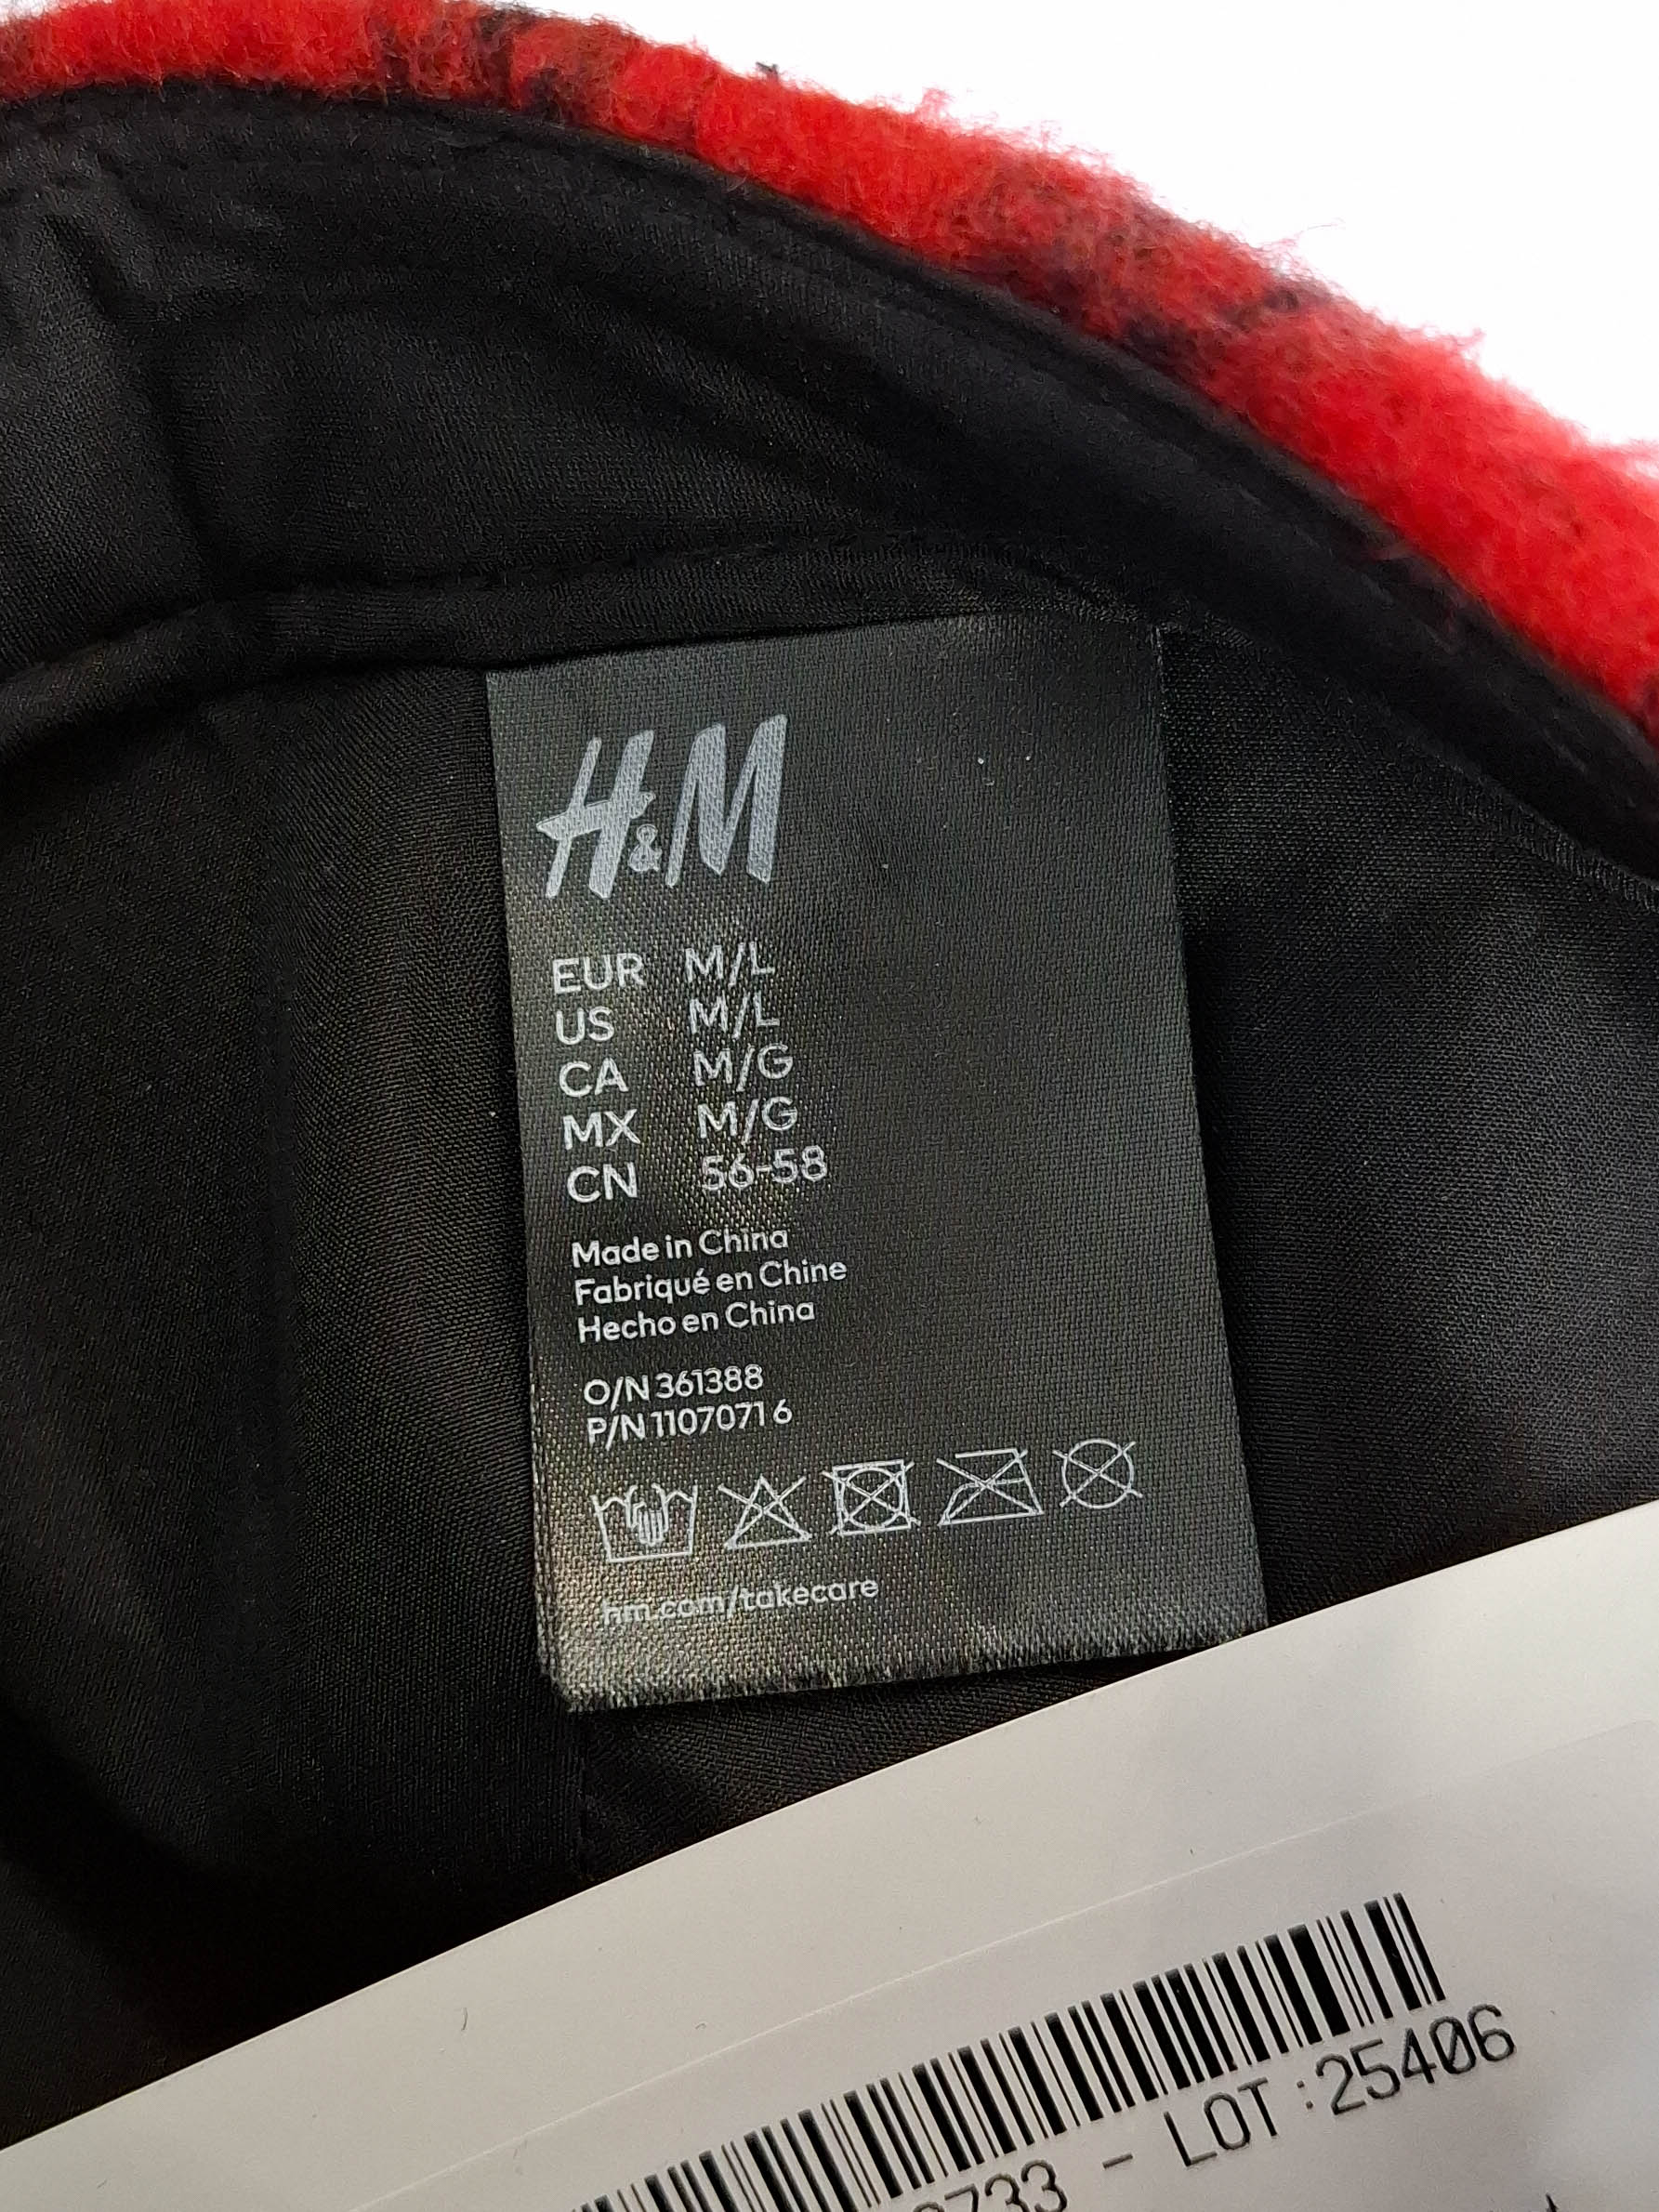 H&M
EUR M/L
US M/L
CA M/G
MX M/G
CN 56-58
Made in China
Fabriqué en Chine
Hecho en China
O/N 361388
P/N 1107071 6
hm.com/takecare
733 - LOT:25406